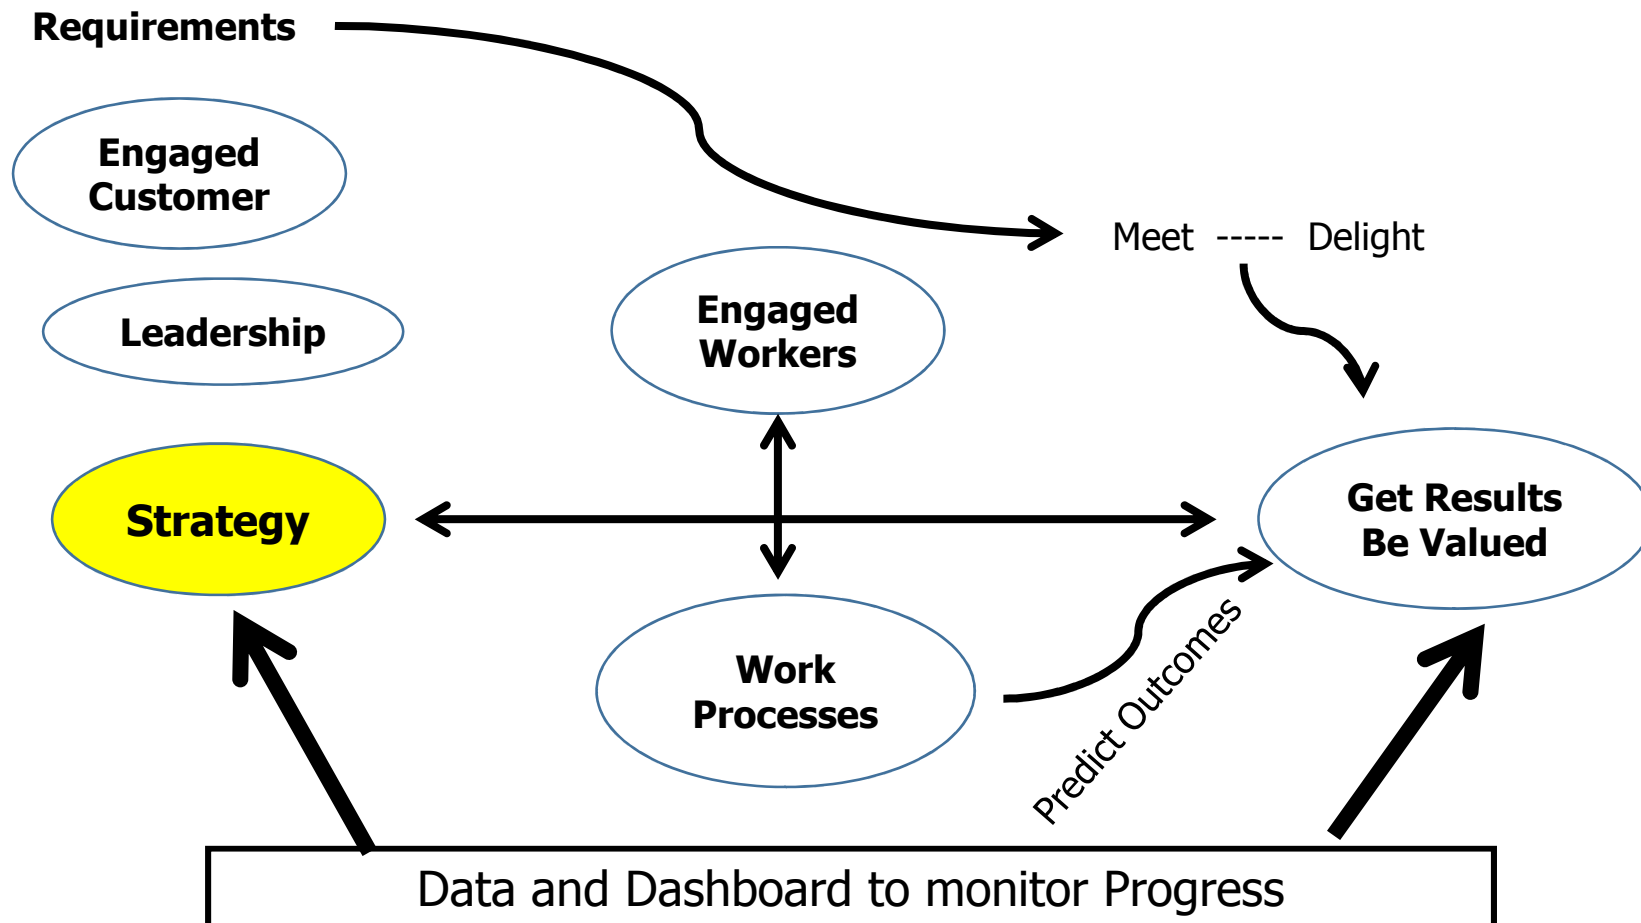 Requirements
Engaged
Customer
Meet ----- Delight
Leadership
Engaged
Workers
Strategy
Get Results
Be Valued
Work
Processes
Predict Outcomes
Data and Dashboard to monitor Progress